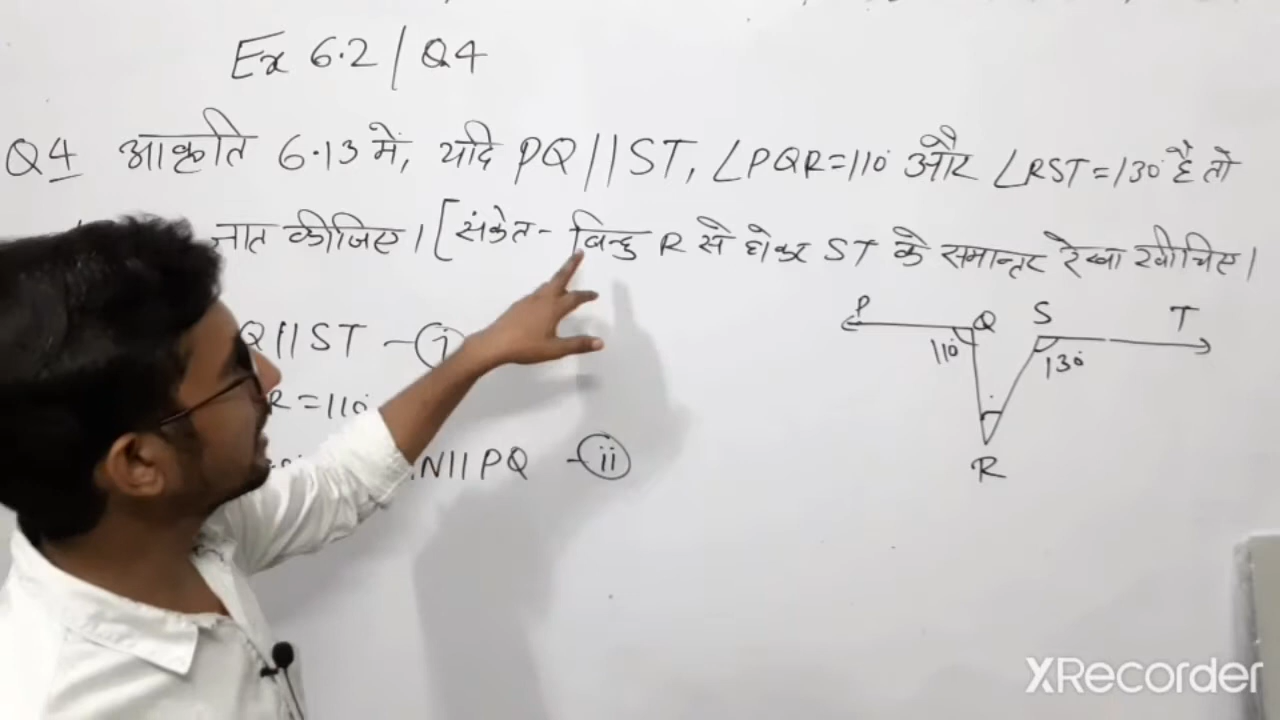 Ex 6.2 / Q4
Q4 आकृति 6.13 में, यदि PQ||ST, ∠PQR=110° और ∠RST=130° है तो
ज्ञात कीजिए। [संकेत- बिन्दु R से होकर ST के समान्तर रेखा खीचिए।
Q||ST -(i)
R=110°
N||PQ -(ii)
P Q S T
110° 130°
R
XRecorder